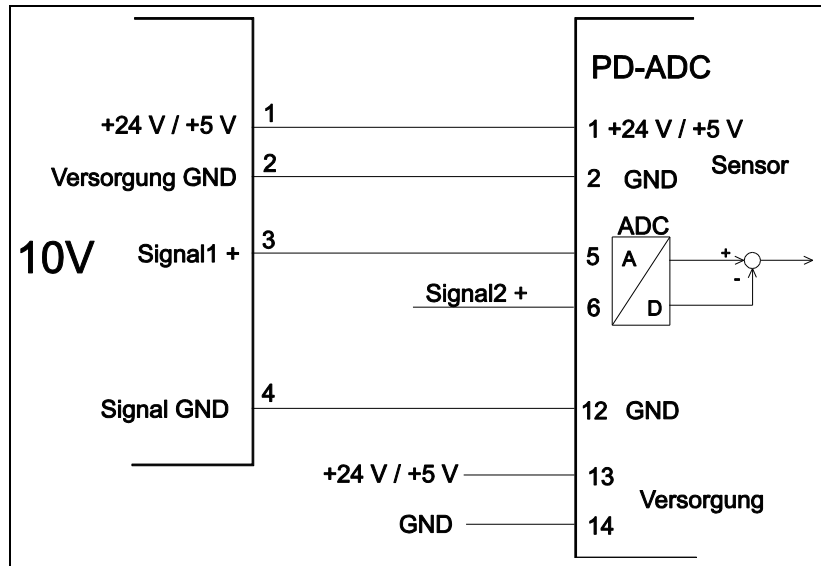 PD-ADC
+24 V / +5 V 1 1 +24 V / +5 V
Sensor
Versorgung GND 2 2 GND
ADC
10V Signal1 + 3 5 A + -
Signal2 + 6 D
Signal GND 4 12 GND
+24 V / +5 V 13
Versorgung
GND 14